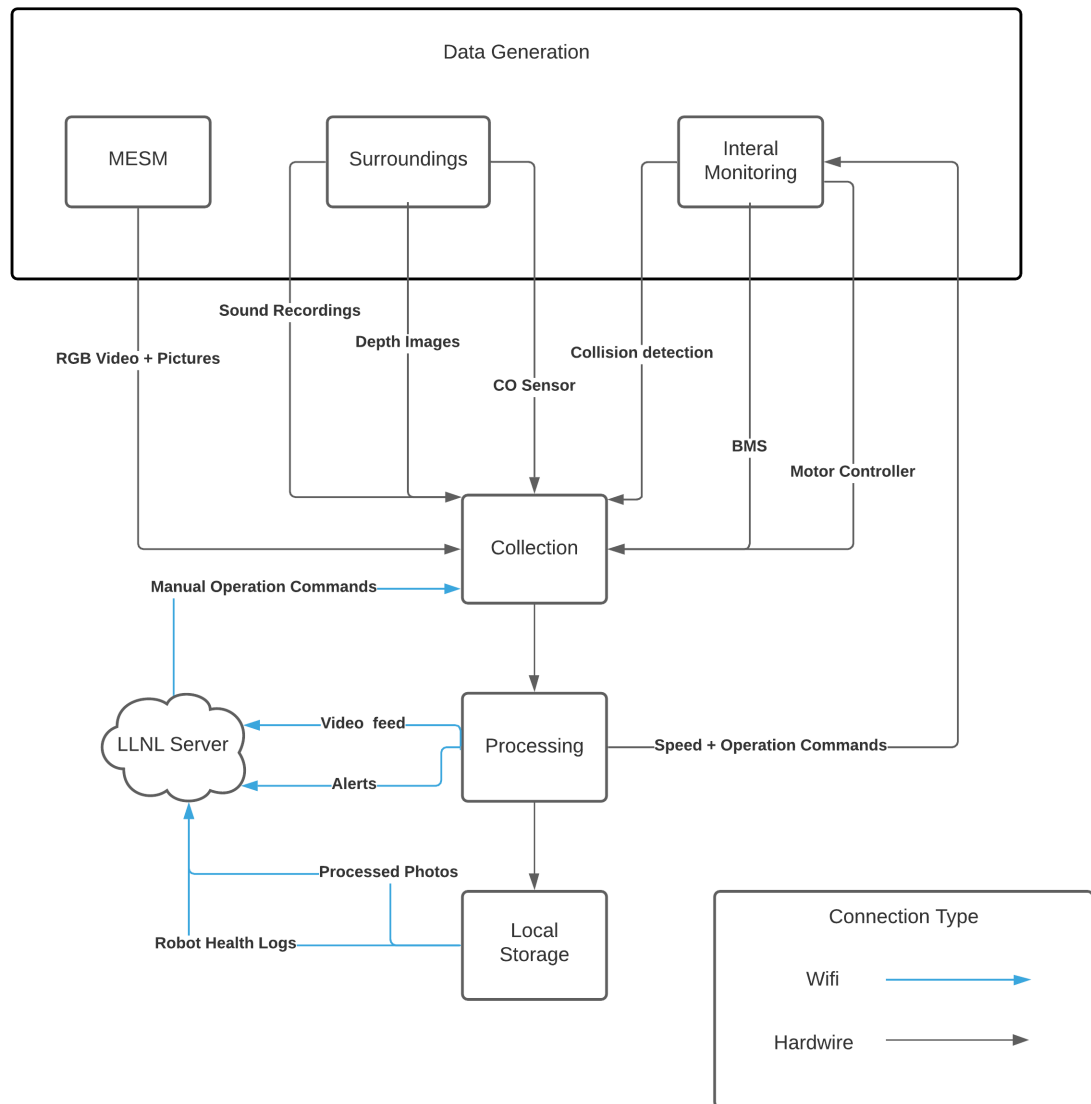 Data Generation
MESM
Surroundings
Interal
Monitoring
Sound Recordings
Depth Images
RGB Video + Pictures
Collision detection
CO Sensor
BMS
Motor Controller
Collection
Manual Operation Commands
LLNL Server
Video  feed
Processing
Speed + Operation Commands
Alerts
Processed Photos
Local
Storage
Robot Health Logs
Connection Type
Wifi
Hardwire